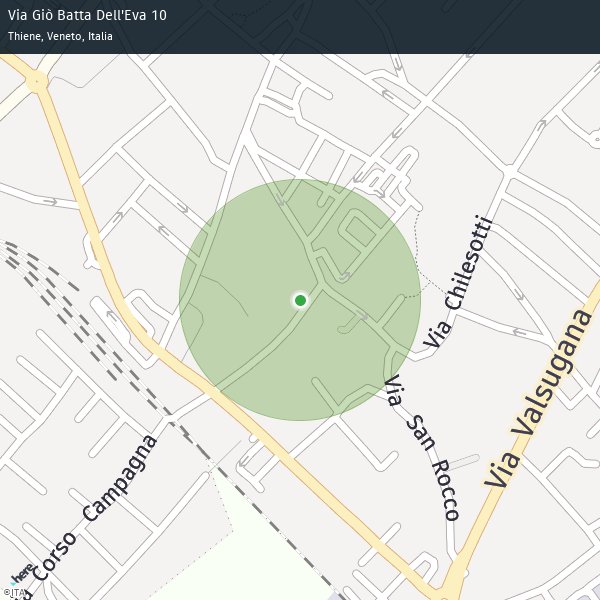 Via Giò Batta Dell'Eva 10
Thiene, Veneto, Italia
Via Chilesotti
Via Valsugana
Via San Rocco
Corso Campagna
here